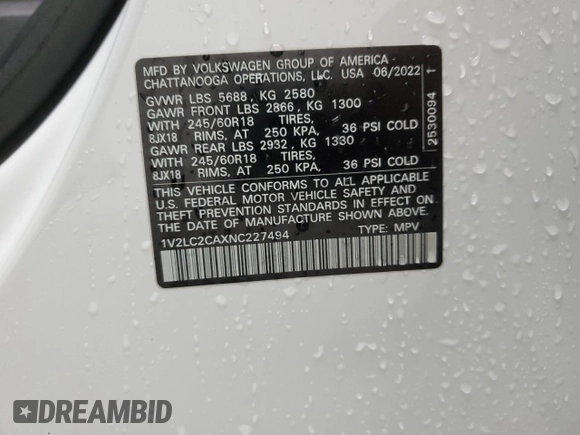 MFD BY VOLKSWAGEN GROUP OF AMERICA
CHATTANOOGA OPERATIONS, LLC. USA 06/2022
GVWR LBS 5688, KG 2580
GAWR FRONT LBS 2866, KG 1300
WITH 245/60R18 TIRES,
8JX18 RIMS, AT 250 KPA, 36 PSI COLD
GAWR REAR LBS 2932, KG 1330
WITH 245/60R18 TIRES,
8JX18 RIMS, AT 250 KPA, 36 PSI COLD
THIS VEHICLE CONFORMS TO ALL APPLICABLE
U.S. FEDERAL MOTOR VEHICLE SAFETY AND
THEFT PREVENTION STANDARDS IN EFFECT ON
THE DATE OF MANUFACTURE SHOWN ABOVE.
1V2LC2CAXNC227494 TYPE: MPV
2530094 1
DREAMBID